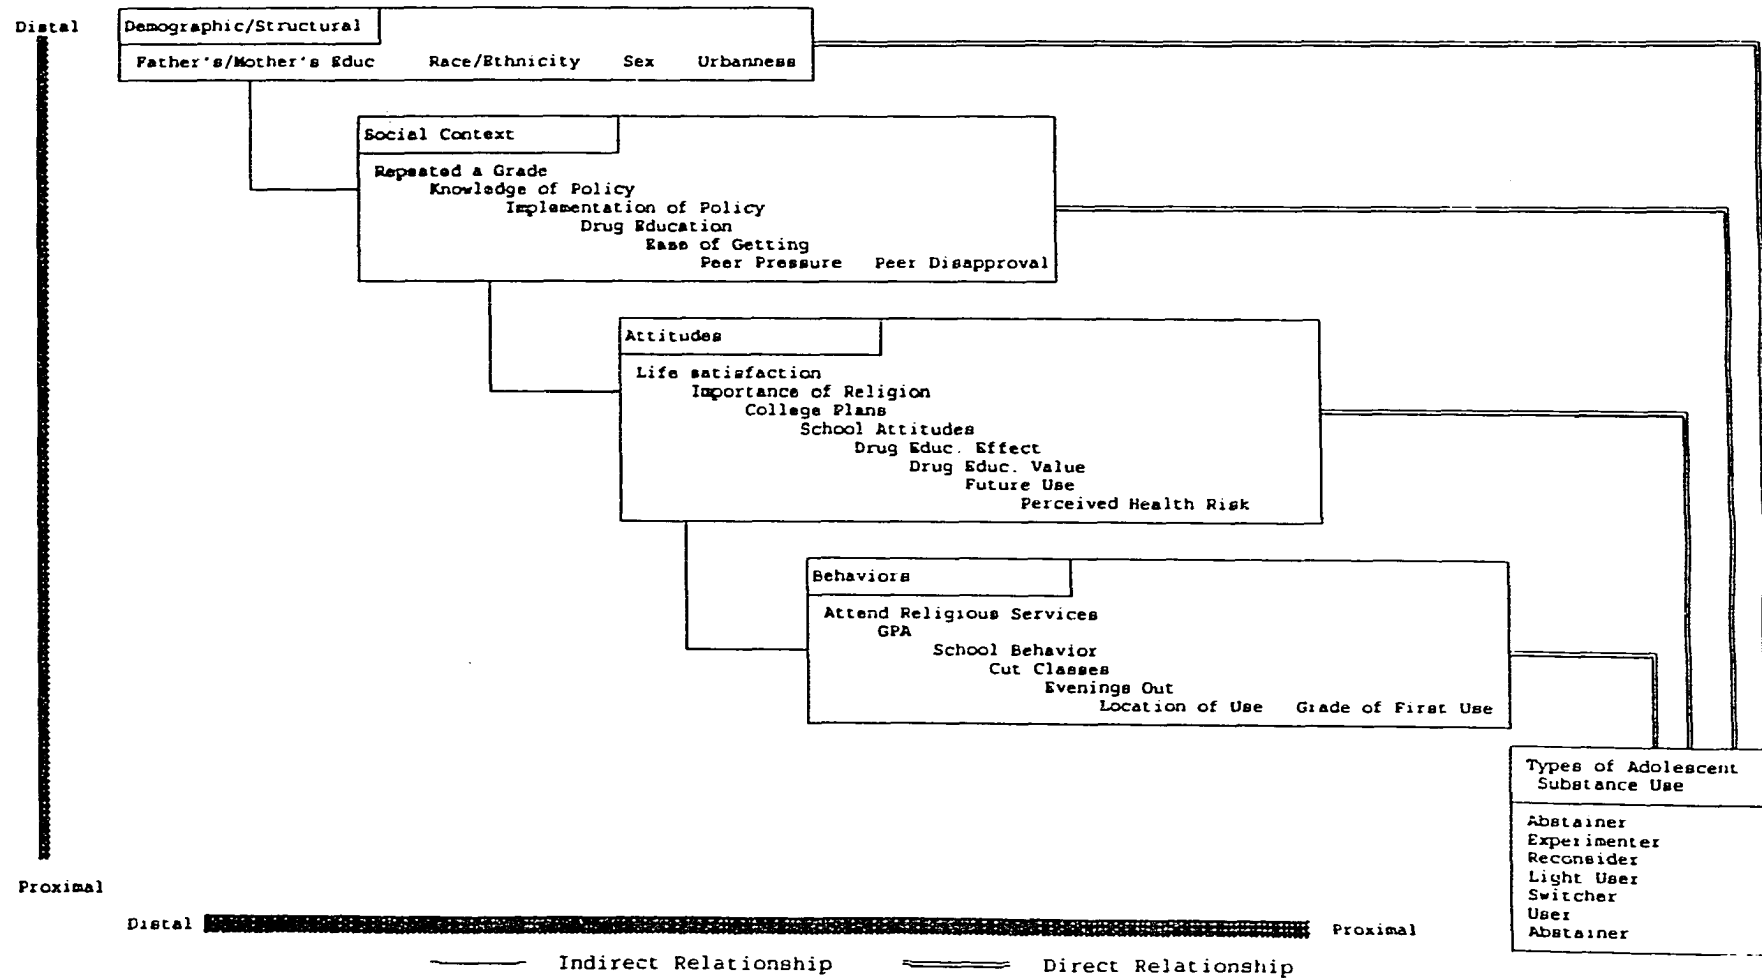 Distal
Demographic/Structural
Father's/Mother's Educ Race/Ethnicity Sex Urbanness
Social Context
Repeated a Grade
Knowledge of Policy
Implementation of Policy
Drug Education
Ease of Getting
Peer Pressure Peer Disapproval
Attitudes
Life satisfaction
Importance of Religion
College Plans
School Attitudes
Drug Educ. Effect
Drug Educ. Value
Future Use
Perceived Health Risk
Behaviors
Attend Religious Services
GPA
School Behavior
Cut Classes
Evenings Out
Location of Use Grade of First Use
Types of Adolescent
Substance Use
Abstainer
Experimenter
Reconsider
Light User
Switcher
User
Abstainer
Proximal
Distal Proximal
Indirect Relationship Direct Relationship